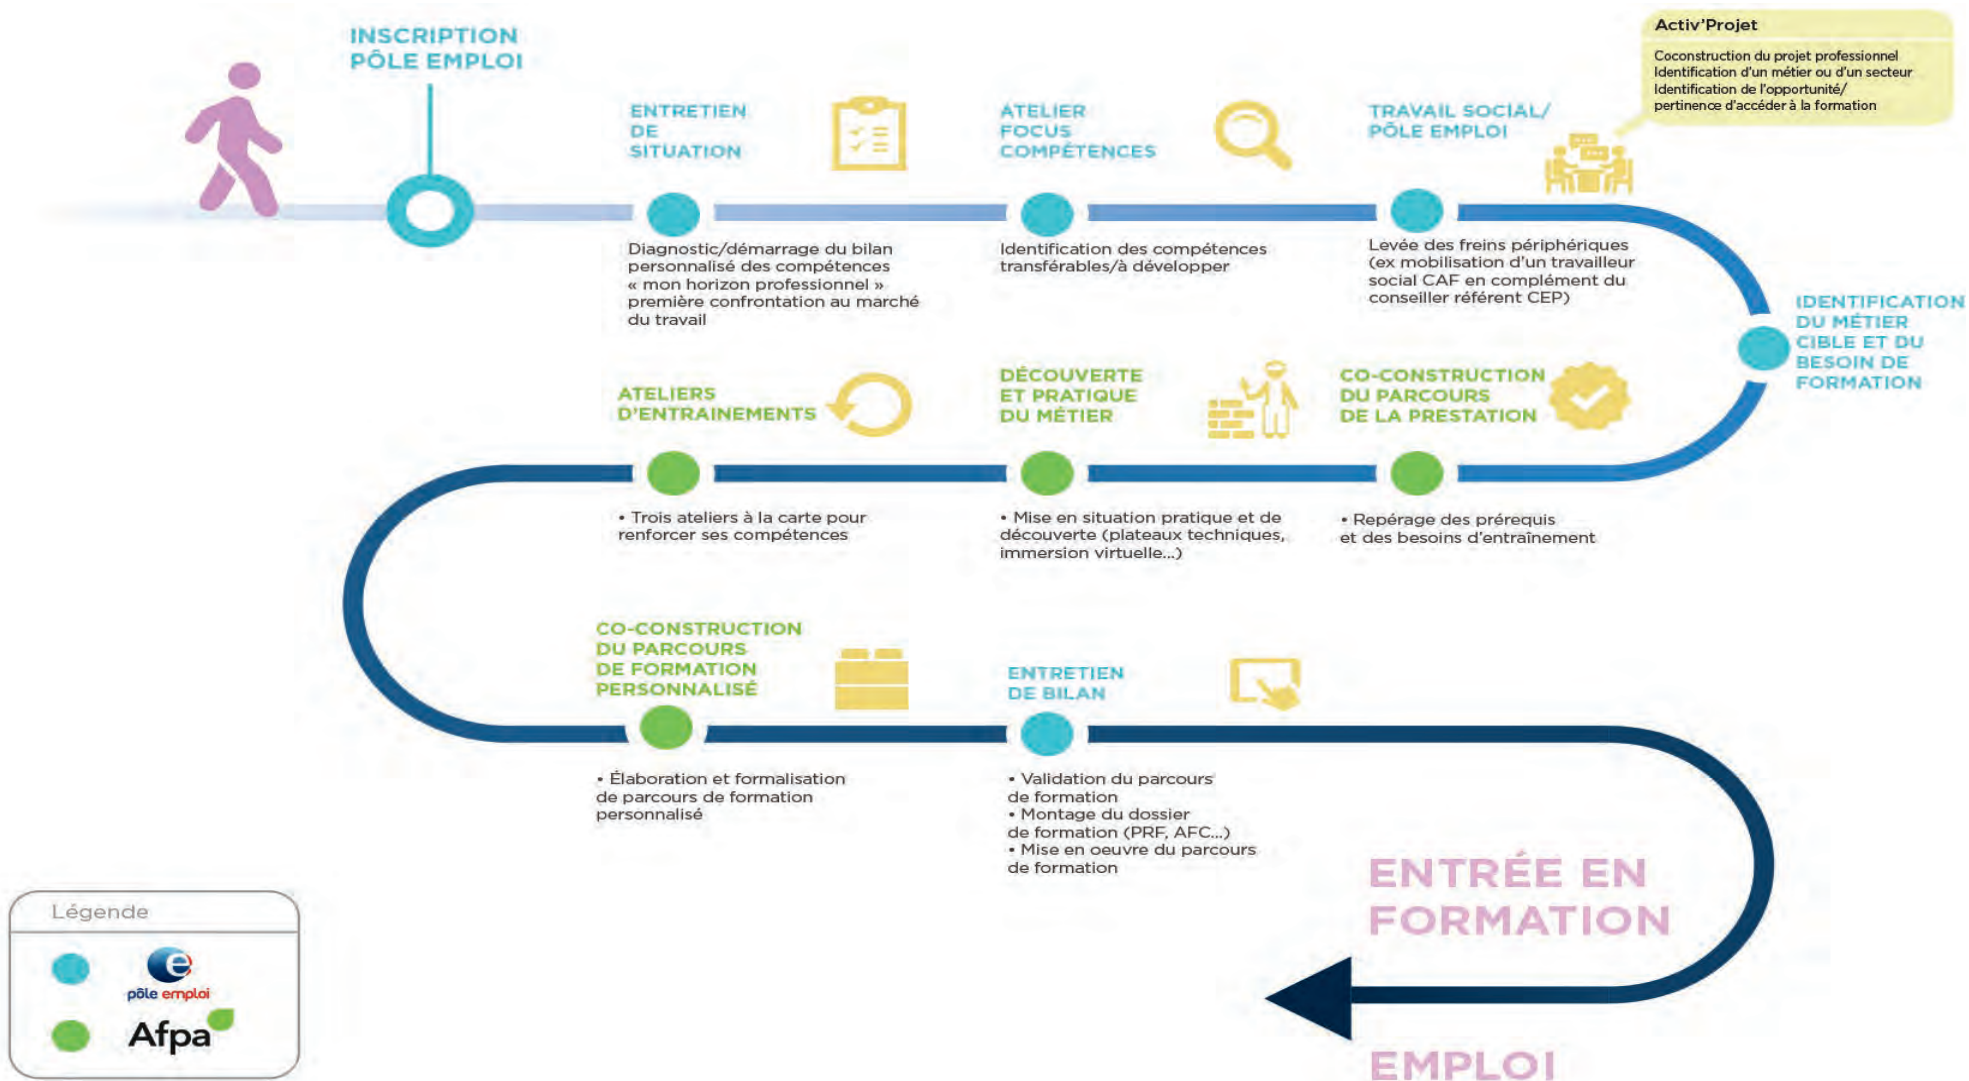 INSCRIPTION
PÔLE EMPLOI
ENTRETIEN
DE
SITUATION
Diagnostic/démarrage du bilan
personnalisé des compétences
« mon horizon professionnel »
première confrontation au marché
du travail
ATELIER
FOCUS
COMPÉTENCES
Identification des compétences
transférables/à développer
TRAVAIL SOCIAL/
PÔLE EMPLOI
Levée des freins périphériques
(ex mobilisation d'un travailleur
social CAF en complément du
conseiller référent CEP)
Activ'Projet
Coconstruction du projet professionnel
Identification d'un métier ou d'un secteur
Identification de l'opportunité/
pertinence d'accéder à la formation
IDENTIFICATION
DU MÉTIER
CIBLE ET DU
BESOIN DE
FORMATION
CO-CONSTRUCTION
DU PARCOURS
DE LA PRESTATION
• Repérage des prérequis
et des besoins d'entraînement
DÉCOUVERTE
ET PRATIQUE
DU MÉTIER
• Mise en situation pratique et de
découverte (plateaux techniques,
immersion virtuelle...)
ATELIERS
D'ENTRAINEMENTS
• Trois ateliers à la carte pour
renforcer ses compétences
CO-CONSTRUCTION
DU PARCOURS
DE FORMATION
PERSONNALISÉ
• Élaboration et formalisation
de parcours de formation
personnalisé
ENTRETIEN
DE BILAN
• Validation du parcours
de formation
• Montage du dossier
de formation (PRF, AFC...)
• Mise en oeuvre du parcours
de formation
ENTRÉE EN
FORMATION
EMPLOI
Légende
e
pôle emploi
Afpa